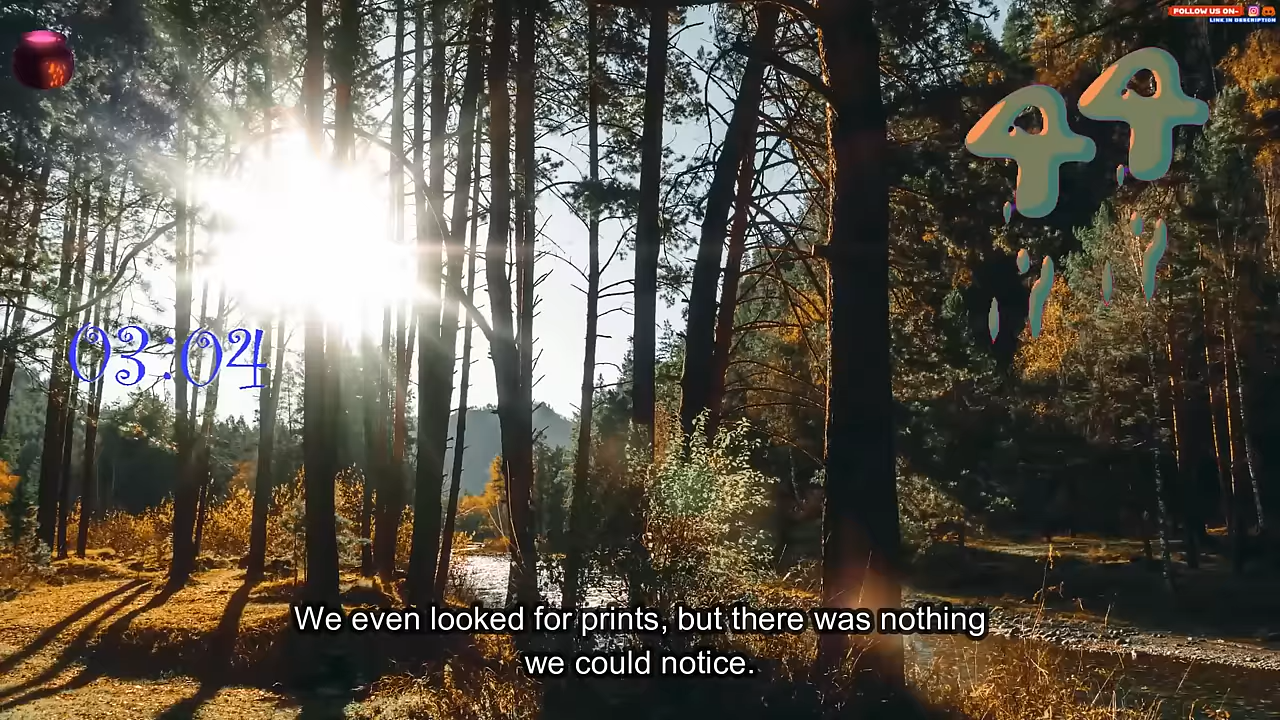 FOLLOW US ON-
LINK IN DESCRIPTION
44
03:04
We even looked for prints, but there was nothing
we could notice.